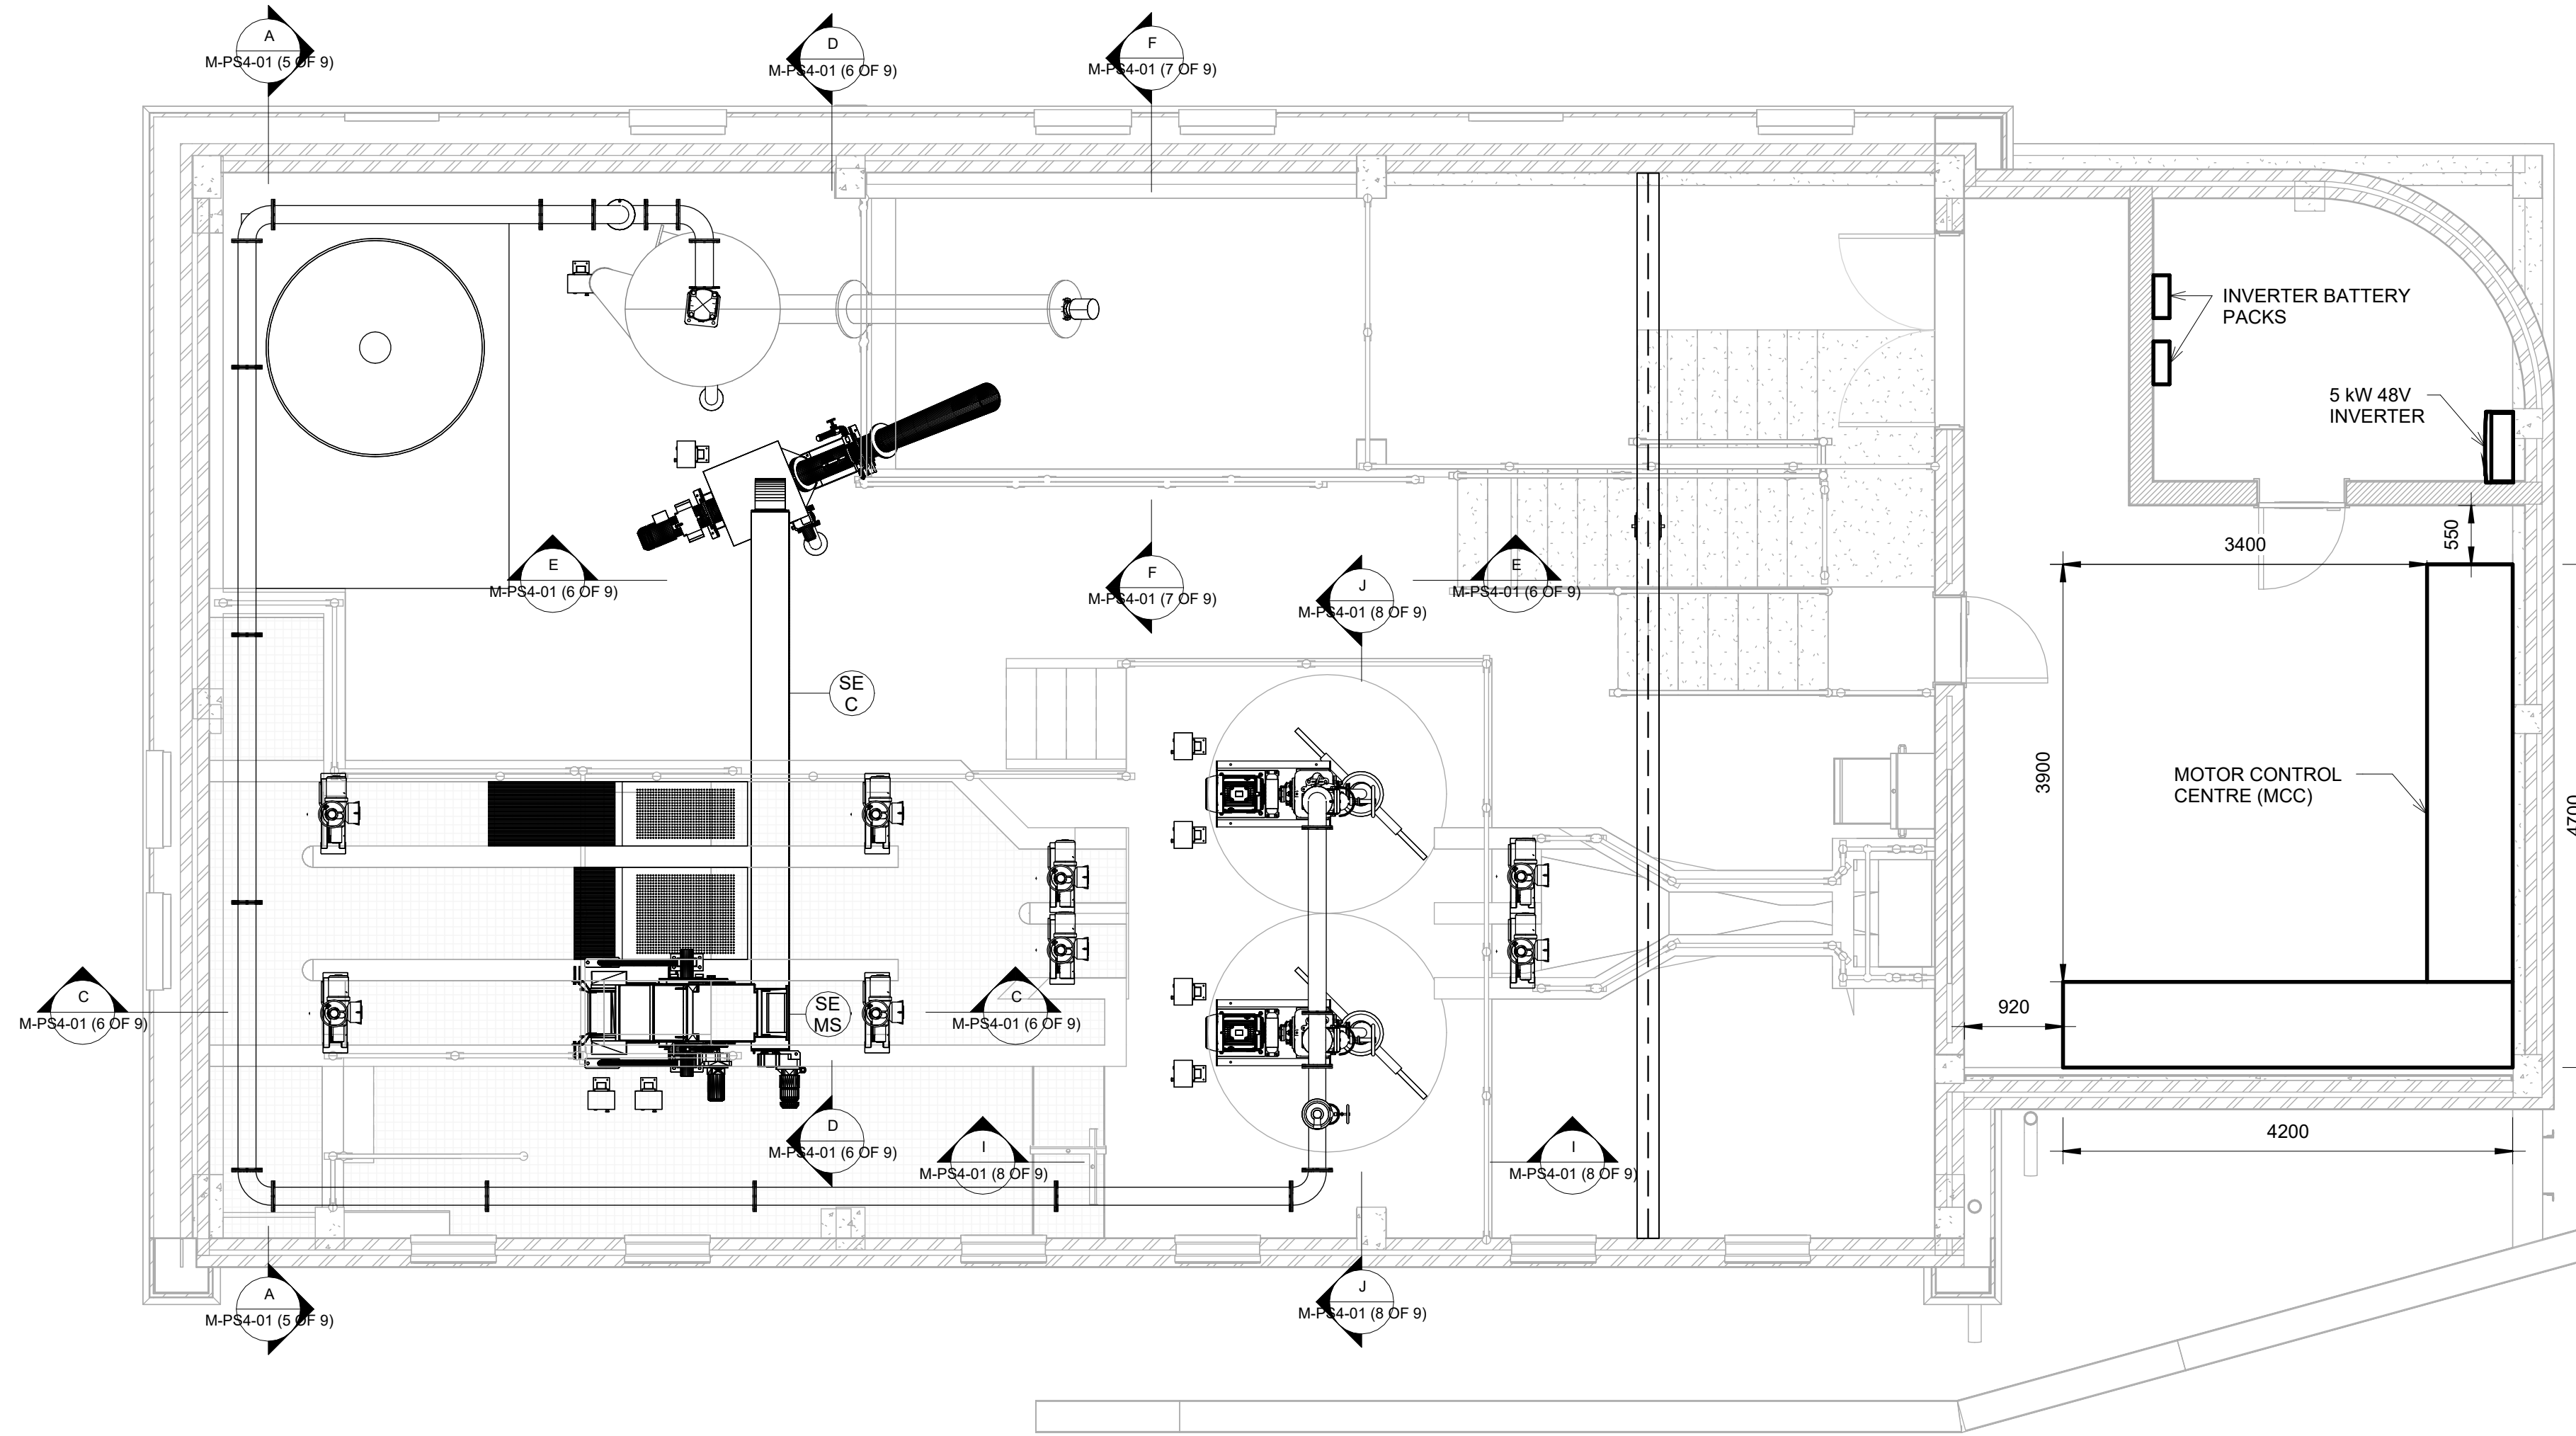 A
M-PS4-01 (5 OF 9)
D
M-PS4-01 (6 OF 9)
F
M-PS4-01 (7 OF 9)
INVERTER BATTERY
PACKS
5 kW 48V
INVERTER
E
M-PS4-01 (6 OF 9)
F
M-PS4-01 (7 OF 9)
J
M-PS4-01 (8 OF 9)
E
M-PS4-01 (6 OF 9)
3400
550
SE
C
3900
MOTOR CONTROL
CENTRE (MCC)
4700
C
M-PS4-01 (6 OF 9)
SE
MS
C
M-PS4-01 (6 OF 9)
920
D
M-PS4-01 (6 OF 9)
I
M-PS4-01 (8 OF 9)
I
M-PS4-01 (8 OF 9)
4200
A
M-PS4-01 (5 OF 9)
J
M-PS4-01 (8 OF 9)